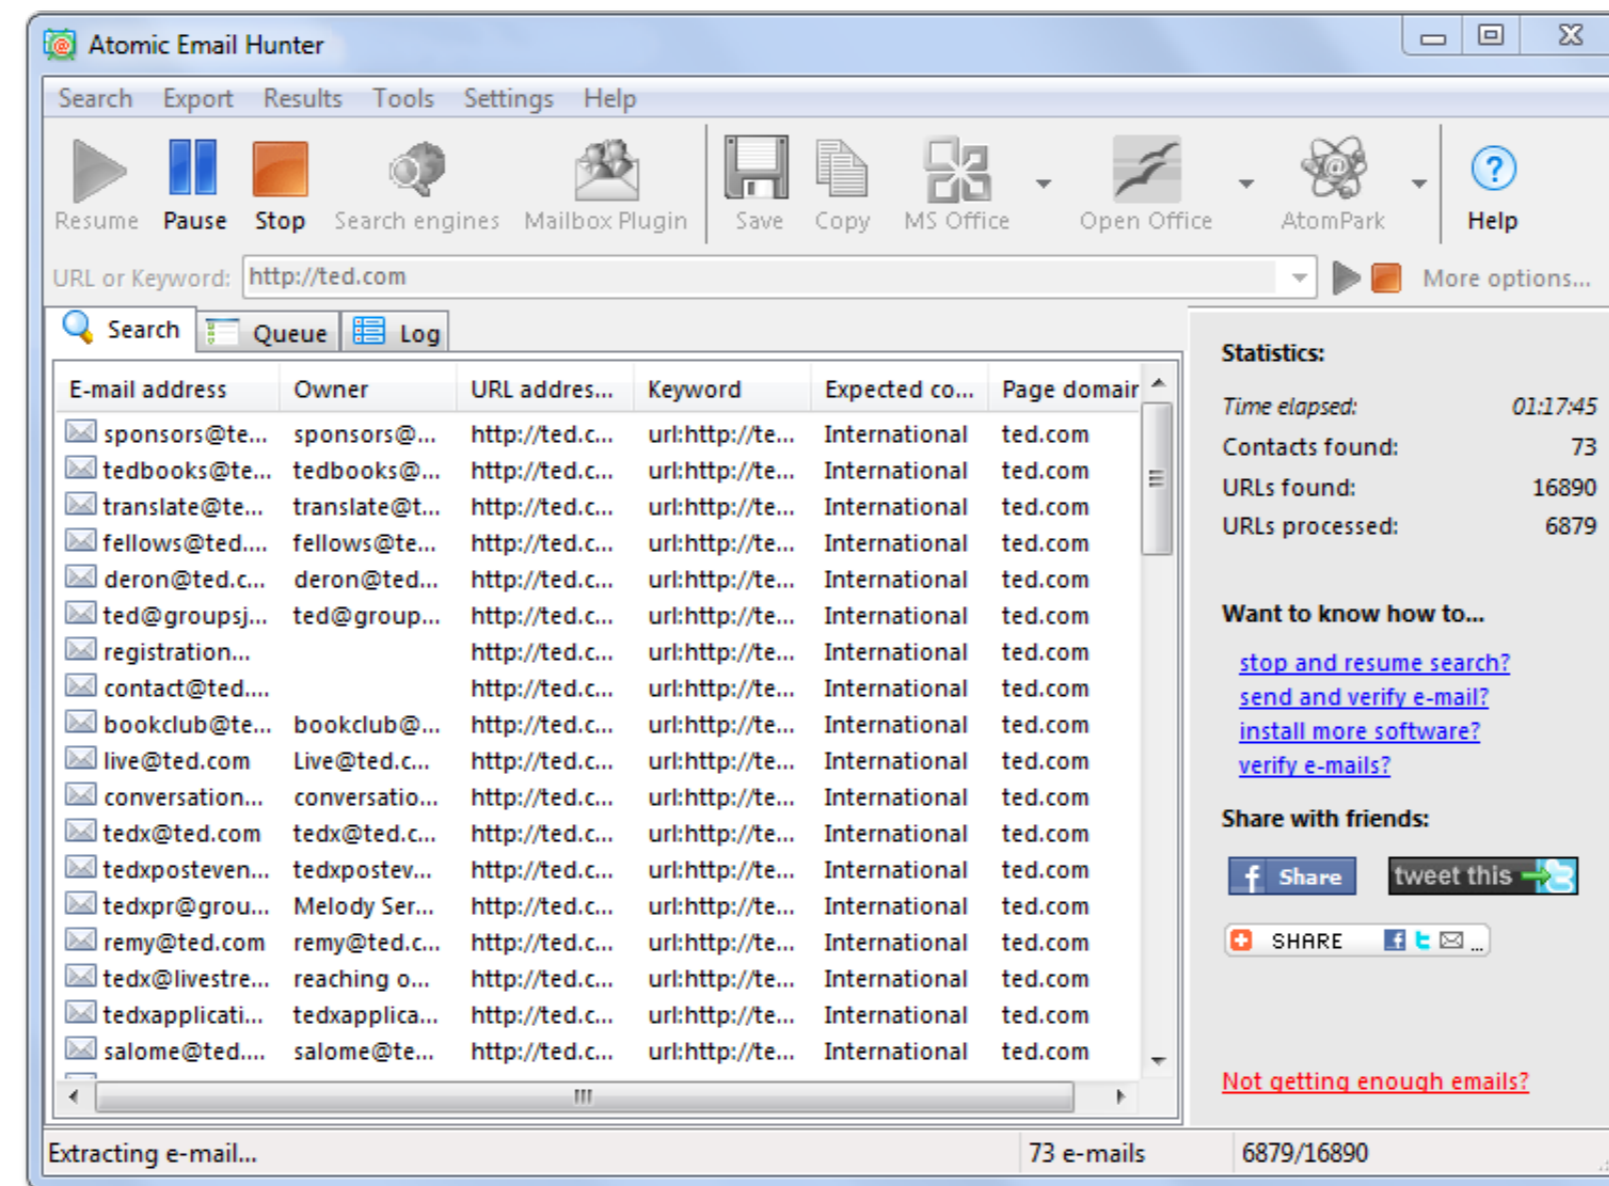 Atomic Email Hunter
Search Export Results Tools Settings Help
Resume Pause Stop Search engines Mailbox Plugin Save Copy MS Office Open Office AtomPark Help
URL or Keyword: http://ted.com More options...
Search Queue Log
E-mail address Owner URL addres... Keyword Expected co... Page domain
sponsors@te... sponsors@... http://ted.c... url:http://te... International ted.com
tedbooks@te... tedbooks@... http://ted.c... url:http://te... International ted.com
translate@te... translate@t... http://ted.c... url:http://te... International ted.com
fellows@ted.... fellows@te... http://ted.c... url:http://te... International ted.com
deron@ted.c... deron@ted... http://ted.c... url:http://te... International ted.com
ted@groupsj... ted@group... http://ted.c... url:http://te... International ted.com
registration... http://ted.c... url:http://te... International ted.com
contact@ted.... http://ted.c... url:http://te... International ted.com
bookclub@te... bookclub@... http://ted.c... url:http://te... International ted.com
live@ted.com Live@ted.c... http://ted.c... url:http://te... International ted.com
conversation... conversatio... http://ted.c... url:http://te... International ted.com
tedx@ted.com tedx@ted.c... http://ted.c... url:http://te... International ted.com
tedxposteven... tedxpostev... http://ted.c... url:http://te... International ted.com
tedxpr@grou... Melody Ser... http://ted.c... url:http://te... International ted.com
remy@ted.com remy@ted.c... http://ted.c... url:http://te... International ted.com
tedx@livestre... reaching o... http://ted.c... url:http://te... International ted.com
tedxapplicati... tedxapplica... http://ted.c... url:http://te... International ted.com
salome@ted.... salome@te... http://ted.c... url:http://te... International ted.com
Statistics:
Time elapsed: 01:17:45
Contacts found: 73
URLs found: 16890
URLs processed: 6879
Want to know how to...
stop and resume search?
send and verify e-mail?
install more software?
verify e-mails?
Share with friends:
f Share tweet this
SHARE ...
Not getting enough emails?
Extracting e-mail... 73 e-mails 6879/16890